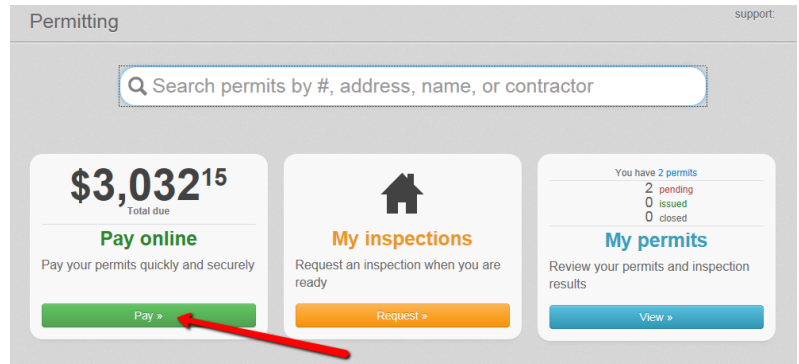 Permitting
support:
Search permits by #, address, name, or contractor
$3,03215
Total due
Pay online
Pay your permits quickly and securely
Pay »
My inspections
Request an inspection when you are
ready
Request »
You have 2 permits
2 pending
0 issued
0 closed
My permits
Review your permits and inspection
results
View »